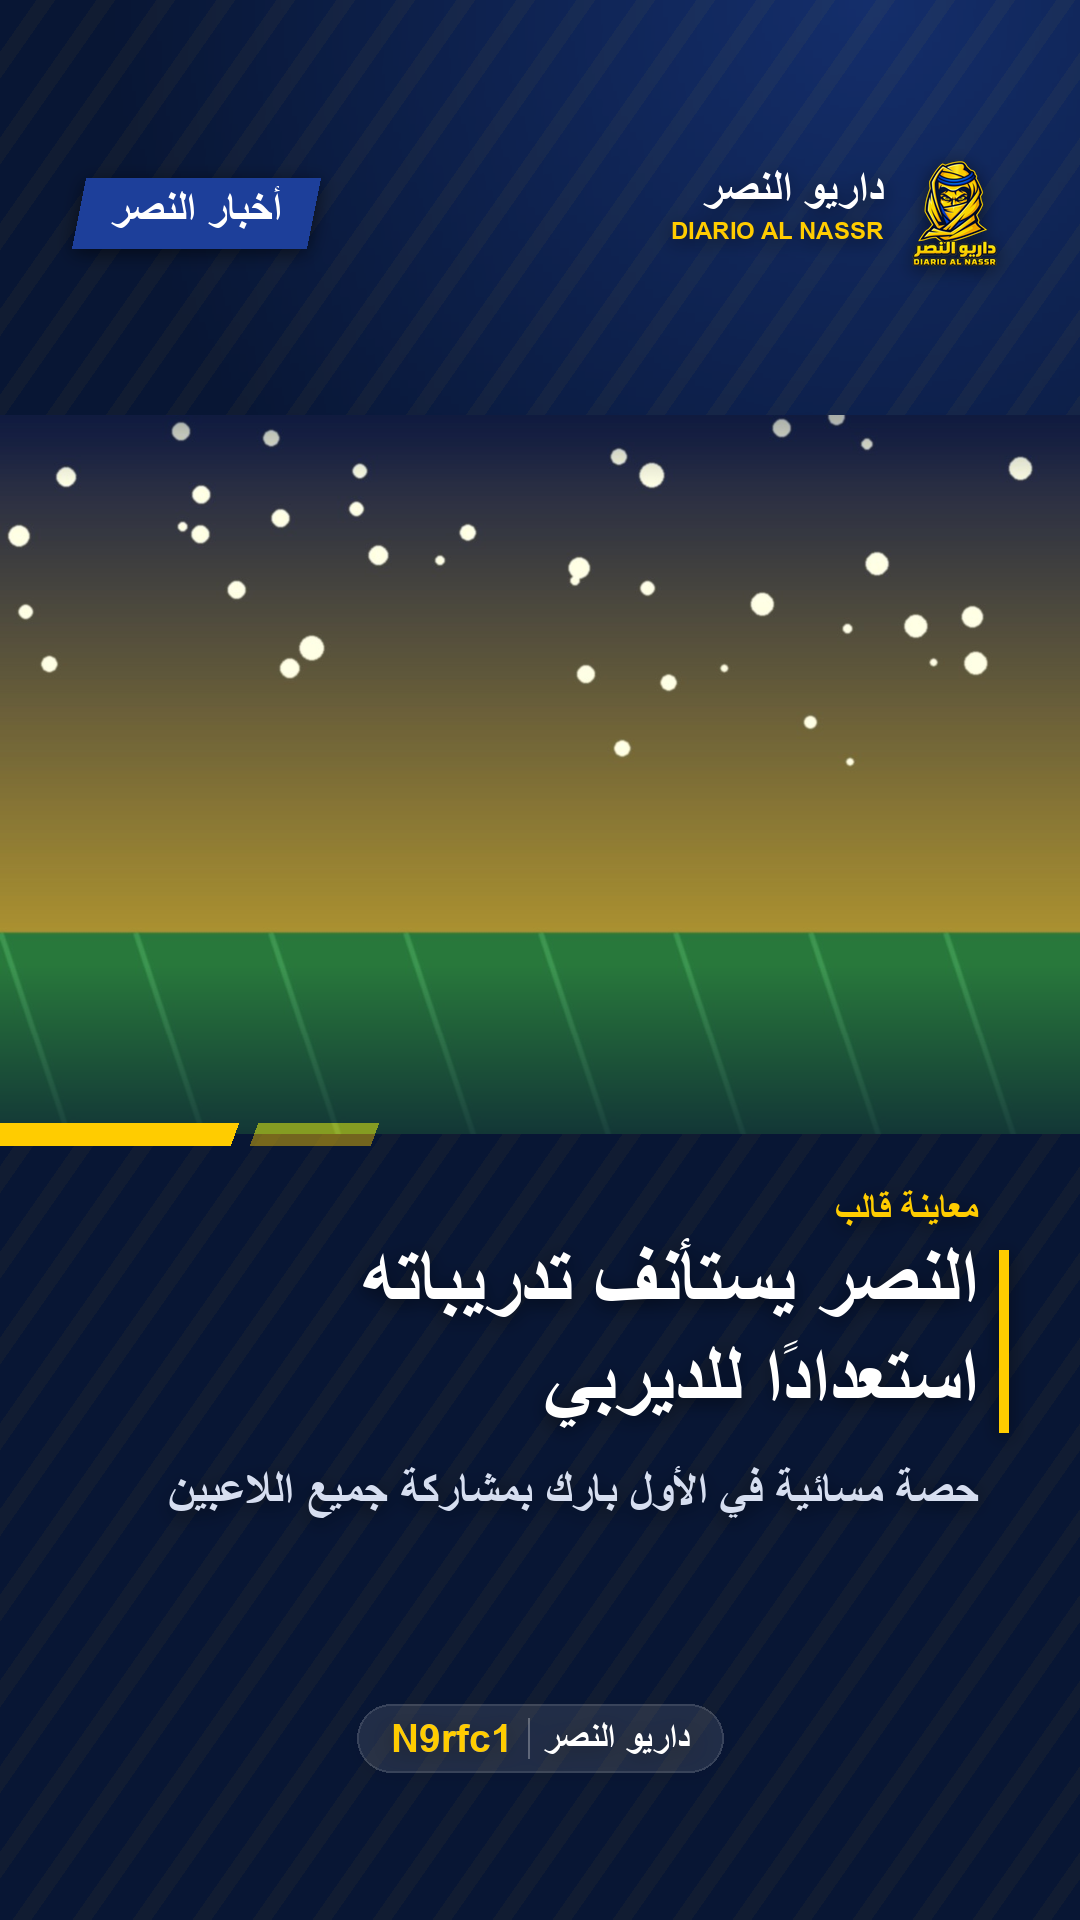 أخبار النصر
داريو النصر
DIARIO AL NASSR
داريو النصر
DIARIO AL NASSR
معاينة قالب
النصر يستأنف تدريباته
استعدادًا للديربي
حصة مسائية في الأول بارك بمشاركة جميع اللاعبين
داريو النصر | N9rfc1